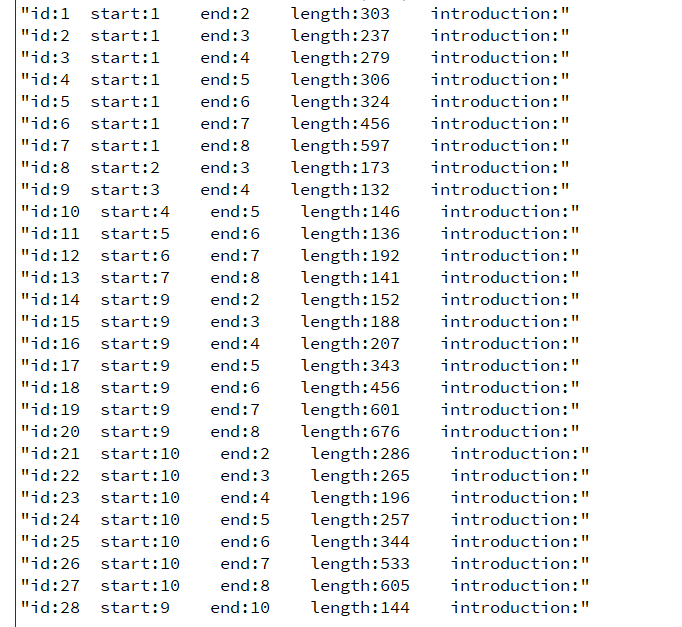 "id:1  start:1    end:2    length:303    introduction:"
"id:2  start:1    end:3    length:237    introduction:"
"id:3  start:1    end:4    length:279    introduction:"
"id:4  start:1    end:5    length:306    introduction:"
"id:5  start:1    end:6    length:324    introduction:"
"id:6  start:1    end:7    length:456    introduction:"
"id:7  start:1    end:8    length:597    introduction:"
"id:8  start:2    end:3    length:173    introduction:"
"id:9  start:3    end:4    length:132    introduction:"
"id:10  start:4    end:5    length:146    introduction:"
"id:11  start:5    end:6    length:136    introduction:"
"id:12  start:6    end:7    length:192    introduction:"
"id:13  start:7    end:8    length:141    introduction:"
"id:14  start:9    end:2    length:152    introduction:"
"id:15  start:9    end:3    length:188    introduction:"
"id:16  start:9    end:4    length:207    introduction:"
"id:17  start:9    end:5    length:343    introduction:"
"id:18  start:9    end:6    length:456    introduction:"
"id:19  start:9    end:7    length:601    introduction:"
"id:20  start:9    end:8    length:676    introduction:"
"id:21  start:10    end:2    length:286    introduction:"
"id:22  start:10    end:3    length:265    introduction:"
"id:23  start:10    end:4    length:196    introduction:"
"id:24  start:10    end:5    length:257    introduction:"
"id:25  start:10    end:6    length:344    introduction:"
"id:26  start:10    end:7    length:533    introduction:"
"id:27  start:10    end:8    length:605    introduction:"
"id:28  start:9    end:10    length:144    introduction:"